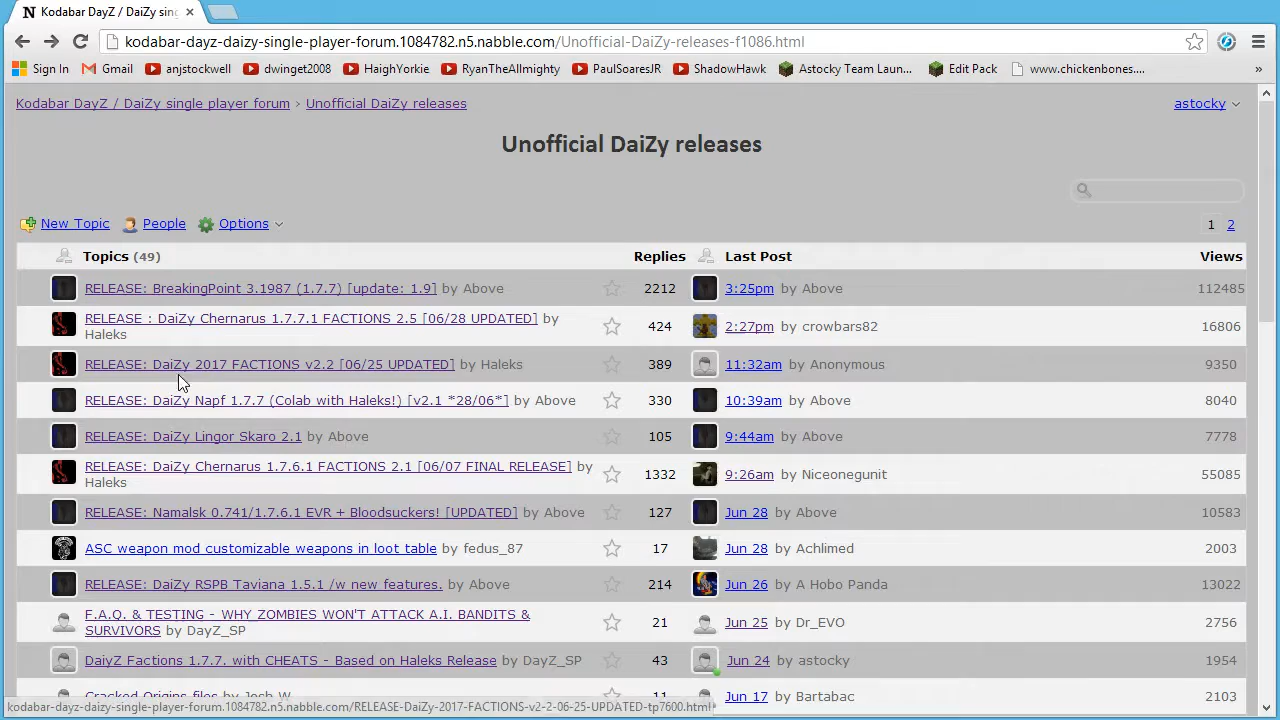 N Kodabar DayZ / DaiZy sin ×
kodabar-dayz-daizy-single-player-forum.1084782.n5.nabble.com/Unofficial-DaiZy-releases-f1086.html
Sign In Gmail anjstockwell dwinget2008 HaighYorkie RyanTheAllmighty PaulSoaresJR ShadowHawk Astocky Team Laun... Edit Pack www.chickenbones.... »
Kodabar DayZ / DaiZy single player forum › Unofficial DaiZy releases astocky
Unofficial DaiZy releases
New Topic People Options 1 2
Topics (49) Replies Last Post Views
RELEASE: BreakingPoint 3.1987 (1.7.7) [update: 1.9] by Above 2212 3:25pm by Above 112485
RELEASE : DaiZy Chernarus 1.7.7.1 FACTIONS 2.5 [06/28 UPDATED] by
Haleks 424 2:27pm by crowbars82 16806
RELEASE: DaiZy 2017 FACTIONS v2.2 [06/25 UPDATED] by Haleks 389 11:32am by Anonymous 9350
RELEASE: DaiZy Napf 1.7.7 (Colab with Haleks!) [v2.1 *28/06*] by Above 330 10:39am by Above 8040
RELEASE: DaiZy Lingor Skaro 2.1 by Above 105 9:44am by Above 7778
RELEASE: DaiZy Chernarus 1.7.6.1 FACTIONS 2.1 [06/07 FINAL RELEASE] by
Haleks 1332 9:26am by Niceonegunit 55085
RELEASE: Namalsk 0.741/1.7.6.1 EVR + Bloodsuckers! [UPDATED] by Above 127 Jun 28 by Above 10583
ASC weapon mod customizable weapons in loot table by fedus_87 17 Jun 28 by Achlimed 2003
RELEASE: DaiZy RSPB Taviana 1.5.1 /w new features. by Above 214 Jun 26 by A Hobo Panda 13022
F.A.Q. & TESTING - WHY ZOMBIES WON'T ATTACK A.I. BANDITS &
SURVIVORS by DayZ_SP 21 Jun 25 by Dr_EVO 2756
DaiyZ Factions 1.7.7. with CHEATS - Based on Haleks Release by DayZ_SP 43 Jun 24 by astocky 1954
Cracked Origins files by Josh W 11 Jun 17 by Bartabac 2103
kodabar-dayz-daizy-single-player-forum.1084782.n5.nabble.com/RELEASE-DaiZy-2017-FACTIONS-v2-2-06-25-UPDATED-tp7600.html